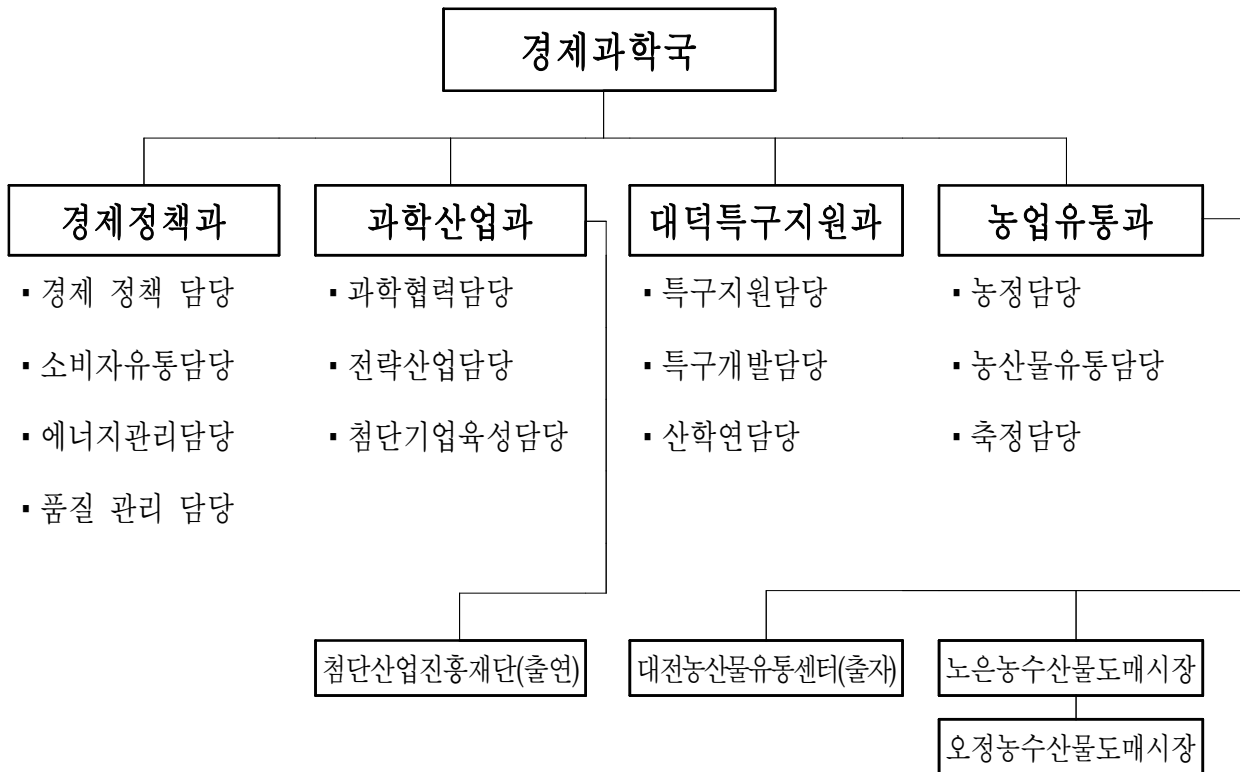 경제과학국
경제정책과
▪ 경제 정책 담당
▪ 소비자유통담당
▪ 에너지관리담당
▪ 품질 관리 담당
과학산업과
▪ 과학협력담당
▪ 전략산업담당
▪ 첨단기업육성담당
대덕특구지원과
▪ 특구지원담당
▪ 특구개발담당
▪ 산학연담당
농업유통과
▪ 농정담당
▪ 농산물유통담당
▪ 축정담당
첨단산업진흥재단(출연)
대전농산물유통센터(출자)
노은농수산물도매시장
오정농수산물도매시장